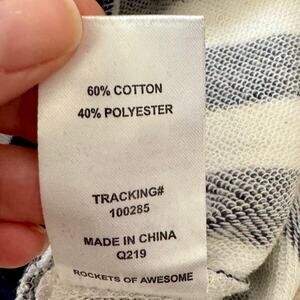 60% COTTON
40% POLYESTER
TRACKING#
100285
MADE IN CHINA
Q219
ROCKETS OF AWESOME